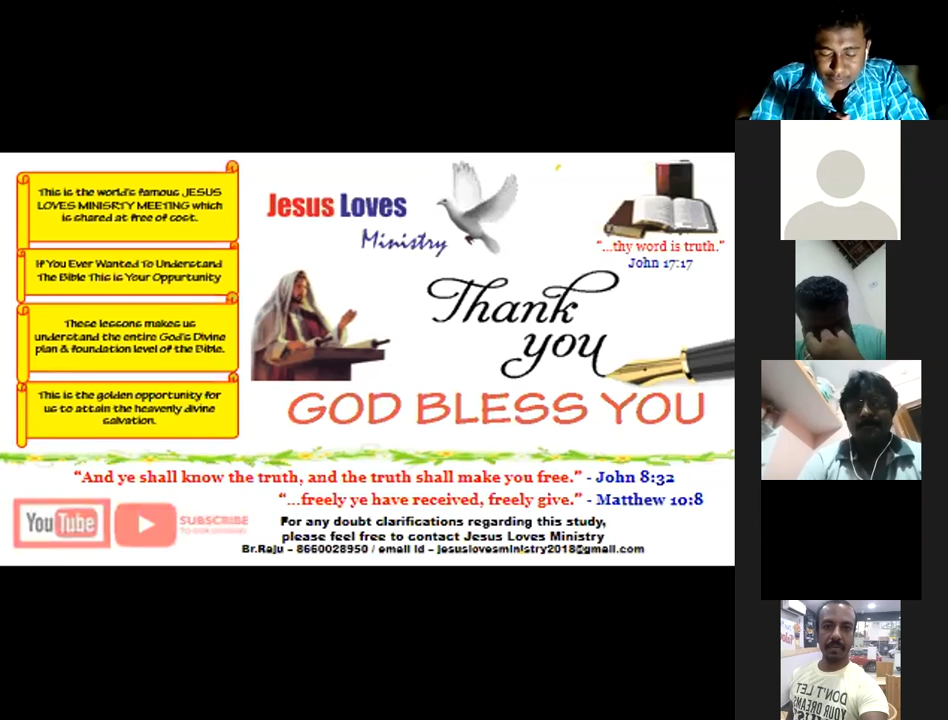 This is the world's famous JESUS
LOVES MINISRTY MEETING which
is shared at free of cost.
If You Ever Wanted To Understand
The Bible This is Your Oppurtunity
These lessons makes us
understand the entire God's Divine
plan & foundation level of the Bible.
This is the golden opportunity for
us to attain the heavenly divine
salvation.
Jesus Loves
Ministry
"...thy word is truth."
John 17:17
Thank
you
GOD BLESS YOU
"And ye shall know the truth, and the truth shall make you free." - John 8:32
"...freely ye have received, freely give." - Matthew 10:8
You Tube
SUBSCRIBE
For any doubt clarifications regarding this study,
please feel free to contact Jesus Loves Ministry
Br.Raju - 8660028950 / email id - jesuslovesministry2018@gmail.com
DON'T LET
YOUR DREAMS